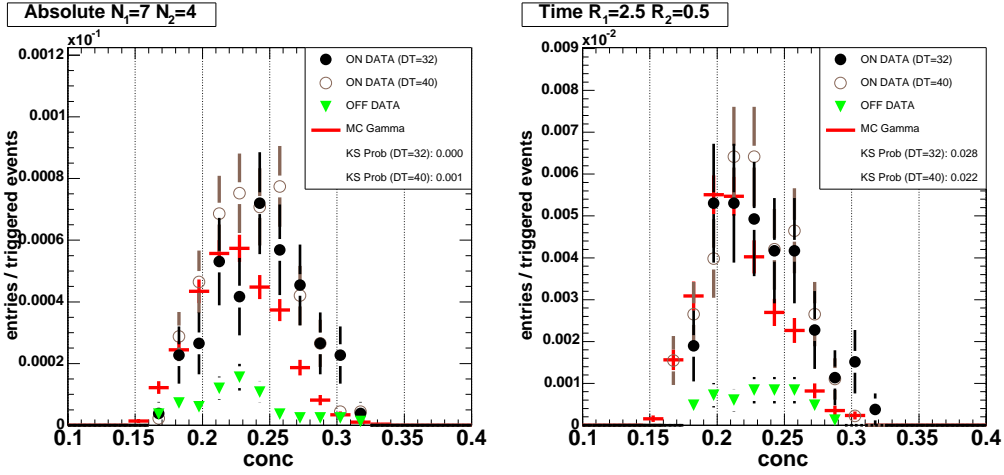 Absolute N1=7 N2=4
×10^-1
0.0012
0.001
0.0008
0.0006
0.0004
0.0002
0
0.1 0.15 0.2 0.25 0.3 0.35 0.4
entries / triggered events
conc
ON DATA (DT=32)
ON DATA (DT=40)
OFF DATA
MC Gamma
KS Prob (DT=32): 0.000
KS Prob (DT=40): 0.001
Time R1=2.5 R2=0.5
×10^-2
0.009
0.008
0.007
0.006
0.005
0.004
0.003
0.002
0.001
0
0.1 0.15 0.2 0.25 0.3 0.35 0.4
entries / triggered events
conc
ON DATA (DT=32)
ON DATA (DT=40)
OFF DATA
MC Gamma
KS Prob (DT=32): 0.028
KS Prob (DT=40): 0.022